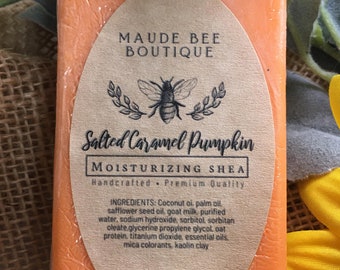 MAUDE BEE
BOUTIQUE
Salted Caramel Pumpkin
MOISTURIZING SHEA
Handcrafted • Premium Quality
INGREDIENTS: Coconut oi, palm oil,
safflower seed oil, goat milk, purified
water, sodium hydroxide, sorbitol, sorbitan
oleate,glycerine propylene glycol, oat
protein, titanium dioxide, essential oils,
mica colorants, kaolin clay